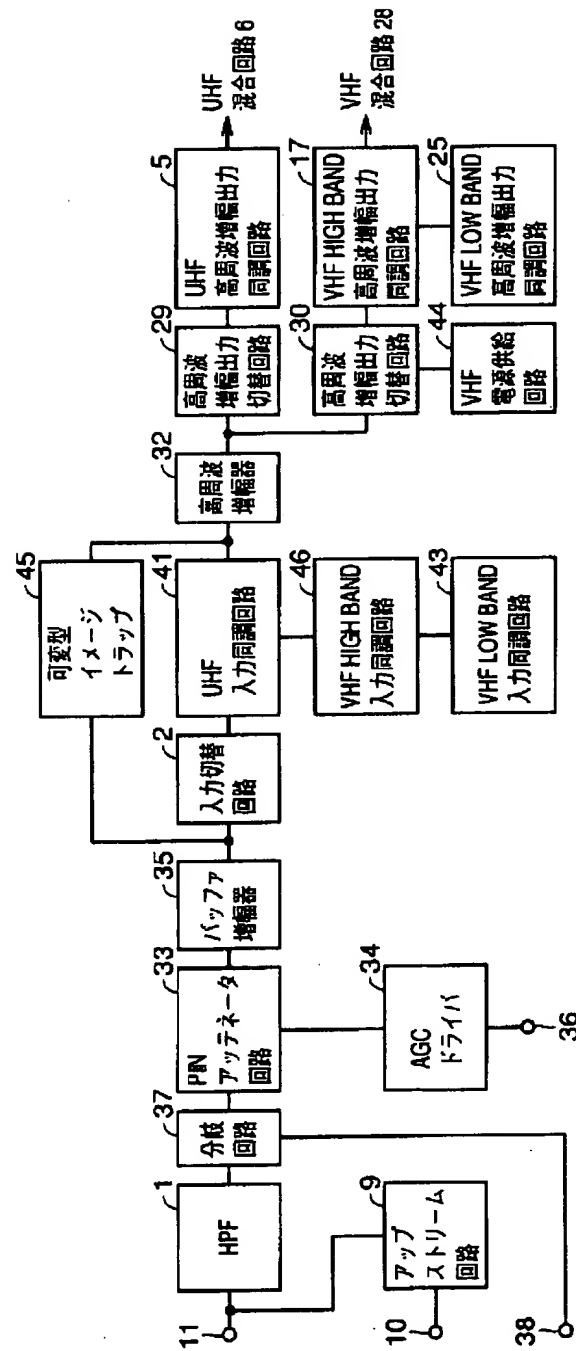 45
可変型
イメージ
トラップ
1
HPF
37
分岐
回路
33
PIN
アッテネータ
回路
35
バッファ
増幅器
2
入力切替
回路
41
UHF
入力同調回路
32
高周波
増幅器
29
高周波
増幅出力
切替回路
5
UHF
高周波増幅出力
同調回路
UHF
混合回路 6
30
高周波
増幅出力
切替回路
17
VHF HIGH BAND
高周波増幅出力
同調回路
VHF
混合回路 28
44
VHF
電源供給
回路
25
VHF LOW BAND
高周波増幅出力
同調回路
46
VHF HIGH BAND
入力同調回路
43
VHF LOW BAND
入力同調回路
34
AGC
ドライバ
36
11
9
アップ
ストリーム
回路
10
38